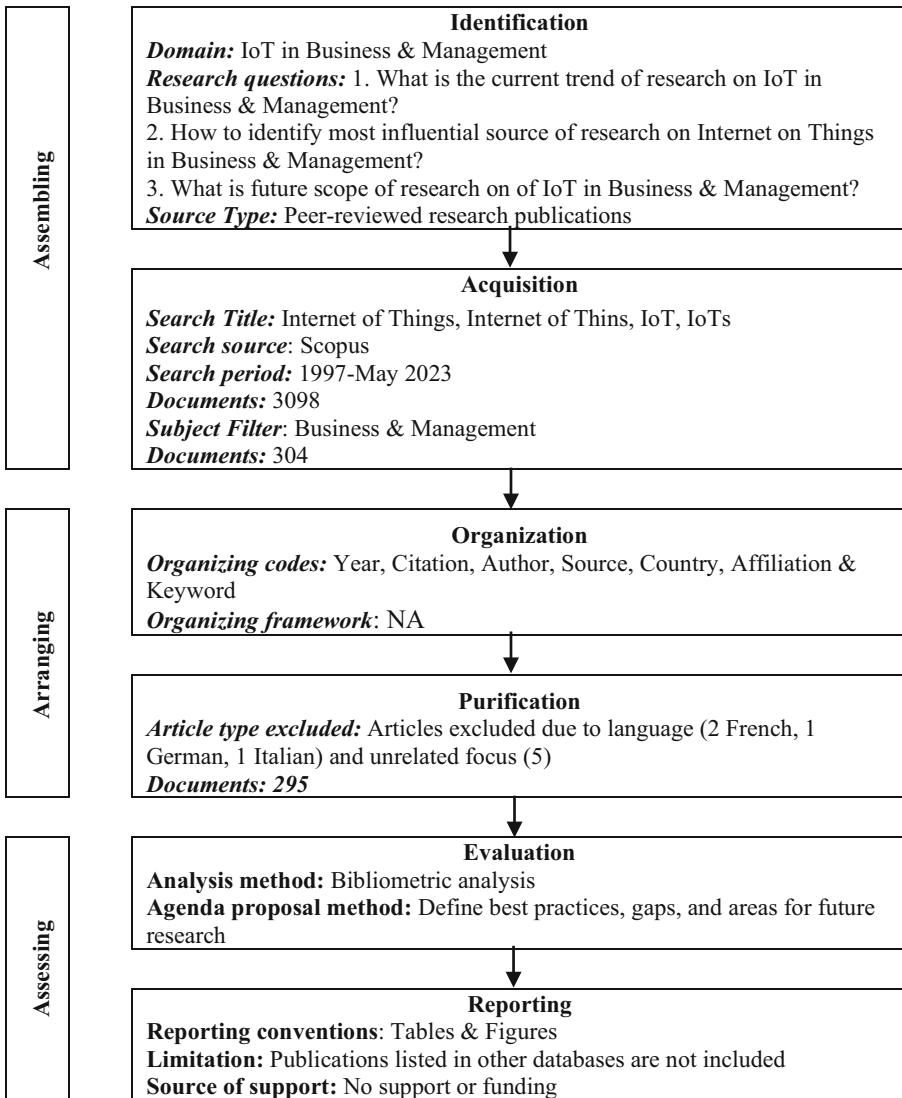 Assembling
Identification
Domain: IoT in Business & Management
Research questions: 1. What is the current trend of research on IoT in
Business & Management?
2. How to identify most influential source of research on Internet on Things
in Business & Management?
3. What is future scope of research on of IoT in Business & Management?
Source Type: Peer-reviewed research publications
Acquisition
Search Title: Internet of Things, Internet of Thins, IoT, IoTs
Search source: Scopus
Search period: 1997-May 2023
Documents: 3098
Subject Filter: Business & Management
Documents: 304
Arranging
Organization
Organizing codes: Year, Citation, Author, Source, Country, Affiliation &
Keyword
Organizing framework: NA
Purification
Article type excluded: Articles excluded due to language (2 French, 1
German, 1 Italian) and unrelated focus (5)
Documents: 295
Assessing
Evaluation
Analysis method: Bibliometric analysis
Agenda proposal method: Define best practices, gaps, and areas for future
research
Reporting
Reporting conventions: Tables & Figures
Limitation: Publications listed in other databases are not included
Source of support: No support or funding